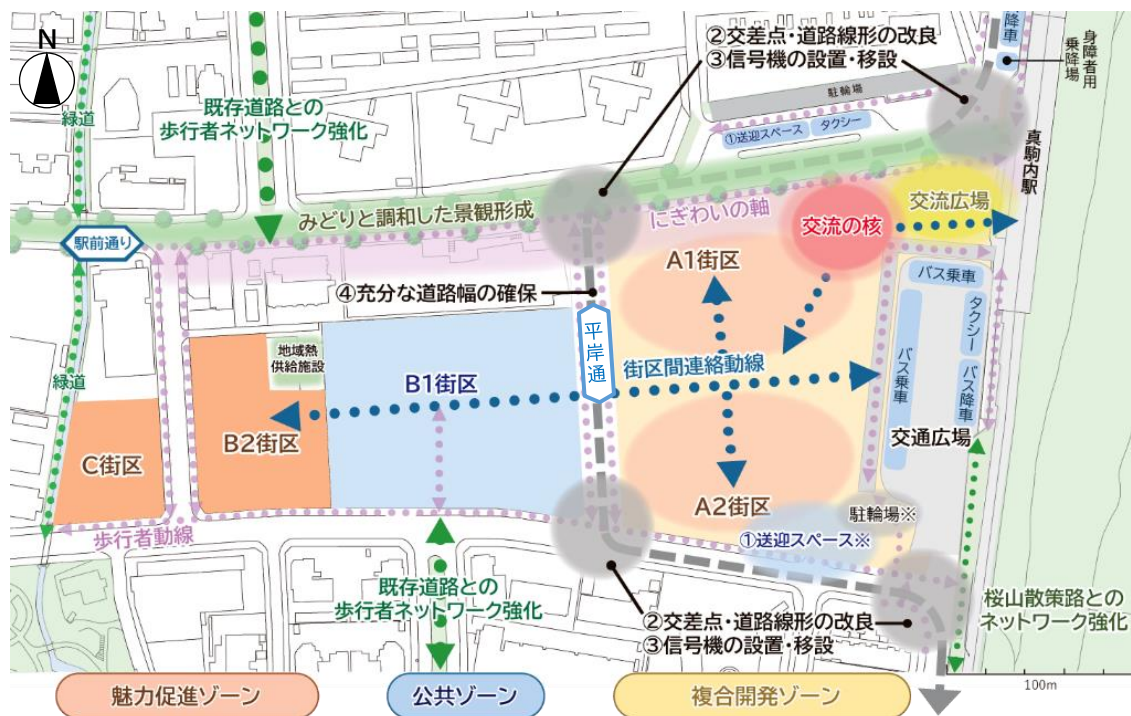 N
②交差点・道路線形の改良
③信号機の設置・移設
降車
身障者用
乗降場
緑道
既存道路との
歩行者ネットワーク強化
駐輪場
①送迎スペース
タクシー
真駒内駅
みどりと調和した景観形成
にぎわいの軸
交流の核
交流広場
駅前通り
A1街区
④充分な道路幅の確保
バス乗車
タクシー
平岸通
地域熱
供給施設
B1街区
街区間連絡動線
バス乗車
バス降車
緑道
B2街区
C街区
交通広場
A2街区
駐輪場※
歩行者動線
①送迎スペース※
既存道路との
歩行者ネットワーク強化
桜山散策路との
ネットワーク強化
②交差点・道路線形の改良
③信号機の設置・移設
100m
魅力促進ゾーン
公共ゾーン
複合開発ゾーン